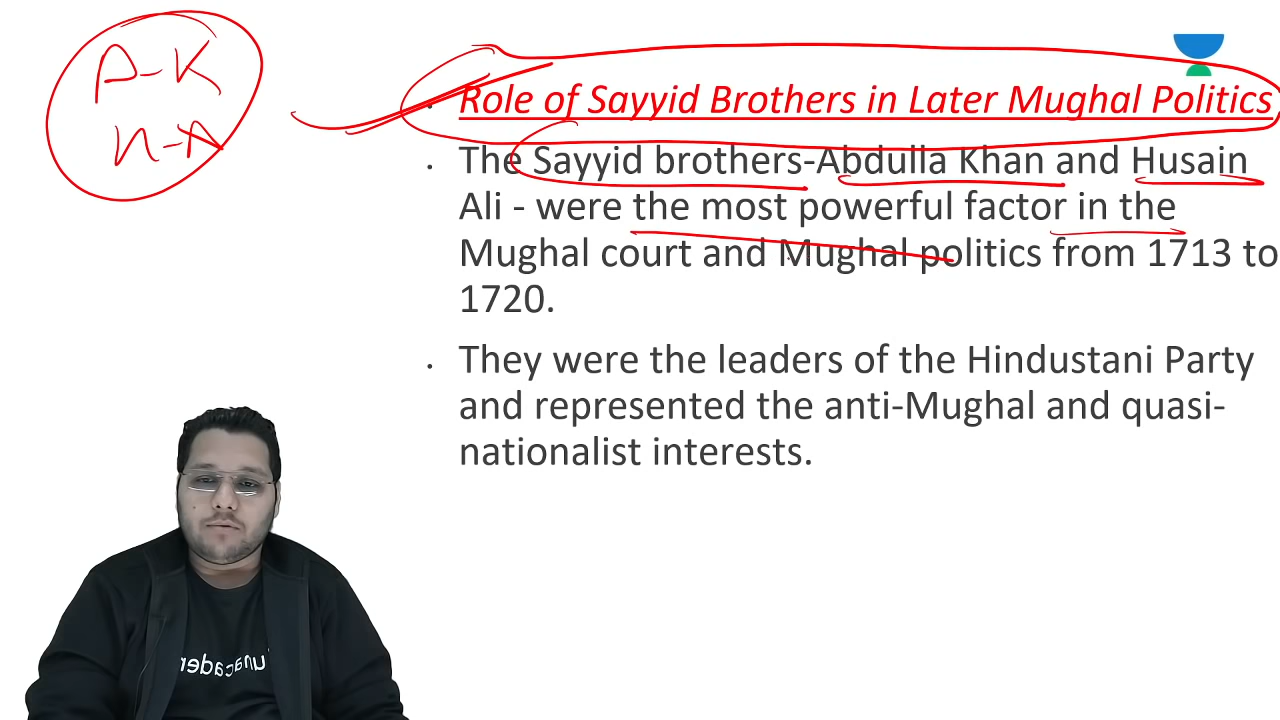 A-K
H-A
Role of Sayyid Brothers in Later Mughal Politics
The Sayyid brothers-Abdulla Khan and Husain
Ali - were the most powerful factor in the
Mughal court and Mughal politics from 1713 to
1720.
They were the leaders of the Hindustani Party
and represented the anti-Mughal and quasi-
nationalist interests.
unacadem